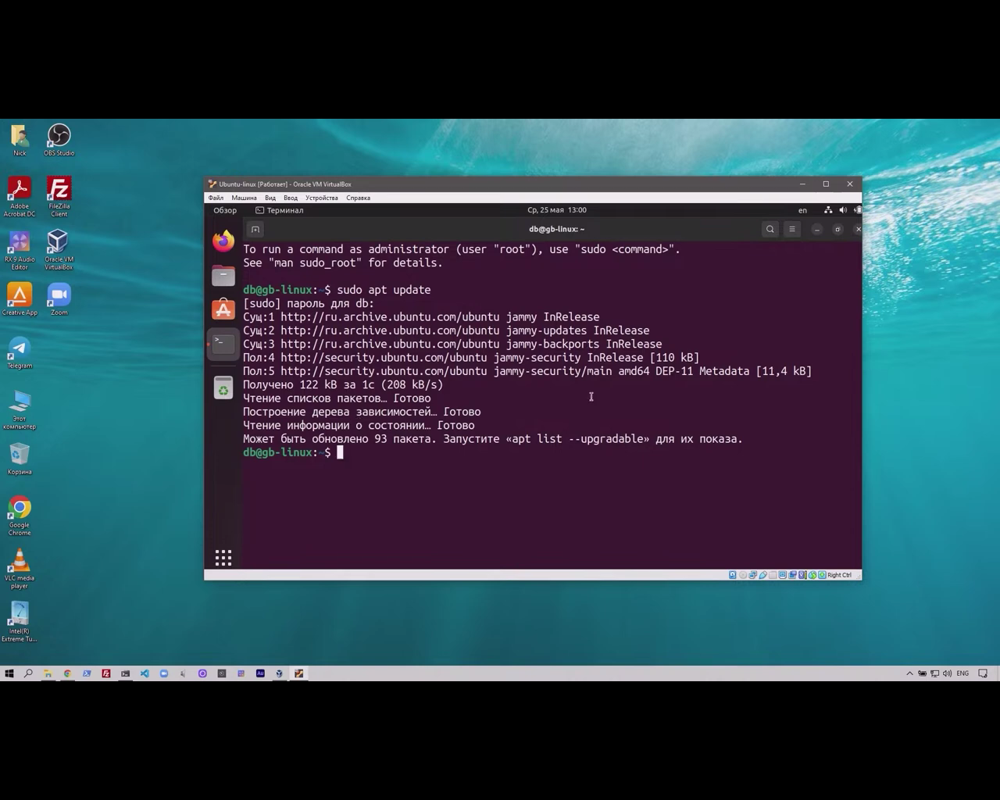 Nick
OBS Studio
Adobe
Acrobat DC
FileZilla
Client
RX 9 Audio
Editor
Oracle VM
VirtualBox
Creative App
Zoom
Telegram
Этот
компьютер
Корзина
Google
Chrome
VLC media
player
Intel(R)
Extreme Tu...
Ubuntu-linux [Работает] - Oracle VM VirtualBox
Файл Машина Вид Ввод Устройства Справка
Обзор Терминал Ср, 25 мая 13:00 en
db@gb-linux: ~
To run a command as administrator (user "root"), use "sudo <command>".
See "man sudo_root" for details.
db@gb-linux:~$ sudo apt update
[sudo] пароль для db:
Сущ:1 http://ru.archive.ubuntu.com/ubuntu jammy InRelease
Сущ:2 http://ru.archive.ubuntu.com/ubuntu jammy-updates InRelease
Сущ:3 http://ru.archive.ubuntu.com/ubuntu jammy-backports InRelease
Пол:4 http://security.ubuntu.com/ubuntu jammy-security InRelease [110 kB]
Пол:5 http://security.ubuntu.com/ubuntu jammy-security/main amd64 DEP-11 Metadata [11,4 kB]
Получено 122 kB за 1с (208 kB/s)
Чтение списков пакетов… Готово
Построение дерева зависимостей… Готово
Чтение информации о состоянии… Готово
Может быть обновлено 93 пакета. Запустите «apt list --upgradable» для их показа.
db@gb-linux:~$
Right Ctrl
Au
ENG